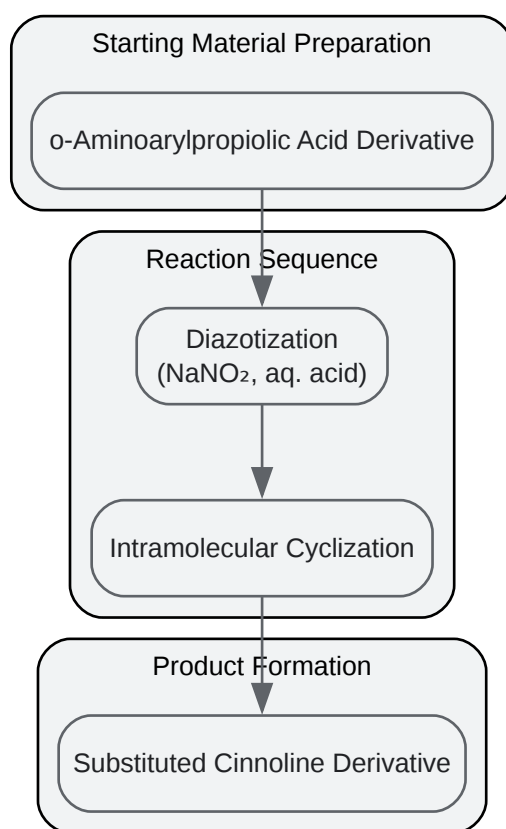 Starting Material Preparation
o-Aminoarylpropiolic Acid Derivative
Reaction Sequence
Diazotization
(NaNO₂, aq. acid)
Intramolecular Cyclization
Product Formation
Substituted Cinnoline Derivative